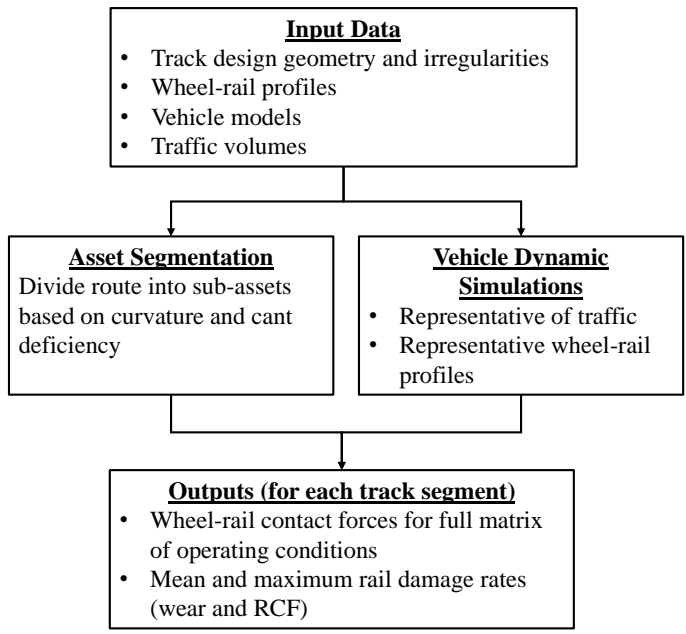 Input Data
• Track design geometry and irregularities
• Wheel-rail profiles
• Vehicle models
• Traffic volumes
Asset Segmentation
Divide route into sub-assets
based on curvature and cant
deficiency
Vehicle Dynamic
Simulations
• Representative of traffic
• Representative wheel-rail
profiles
Outputs (for each track segment)
• Wheel-rail contact forces for full matrix
of operating conditions
• Mean and maximum rail damage rates
(wear and RCF)